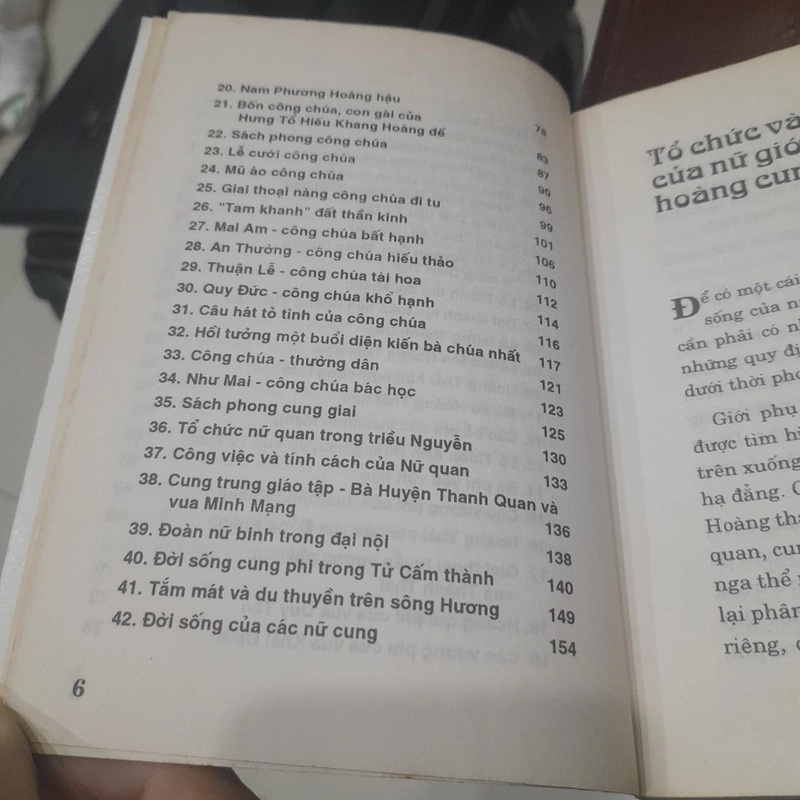 20. Nam Phương Hoàng hậu
21. Bốn công chúa, con gái của
Hưng Tổ Hiếu Khang Hoàng đế 83
22. Sách phong công chúa 87
23. Lễ cưới công chúa 90
24. Mũ áo công chúa 96
25. Giai thoại nàng công chúa đi tu 99
26. "Tam khanh" đất thần kinh 101
27. Mai Am - công chúa bất hạnh 106
28. An Thường - công chúa hiếu thảo 110
29. Thuận Lễ - công chúa tài hoa 112
30. Quy Đức - công chúa khổ hạnh 114
31. Câu hát tỏ tình của công chúa 116
32. Hồi tưởng một buổi diện kiến bà chúa nhất 117
33. Công chúa - thường dân 121
34. Như Mai - công chúa bác học 123
35. Sách phong cung giai 125
36. Tổ chức nữ quan trong triều Nguyễn 130
37. Công việc và tính cách của Nữ quan 133
38. Cung trung giáo tập - Bà Huyện Thanh Quan và
vua Minh Mạng 136
39. Đoàn nữ binh trong đại nội 138
40. Đời sống cung phi trong Tử Cấm thành 140
41. Tắm mát và du thuyền trên sông Hương 149
42. Đời sống của các nữ cung 154
6
Tổ chức và
của nữ giớ
hoàng cun
Để có một cái
sống của nữ
cần phải có nh
những quy địn
dưới thời pho
Giới phụ
được tìm hi
trên xuống
hạ đẳng. C
Hoàng thá
quan, cun
nga thể n
lại phân
riêng,